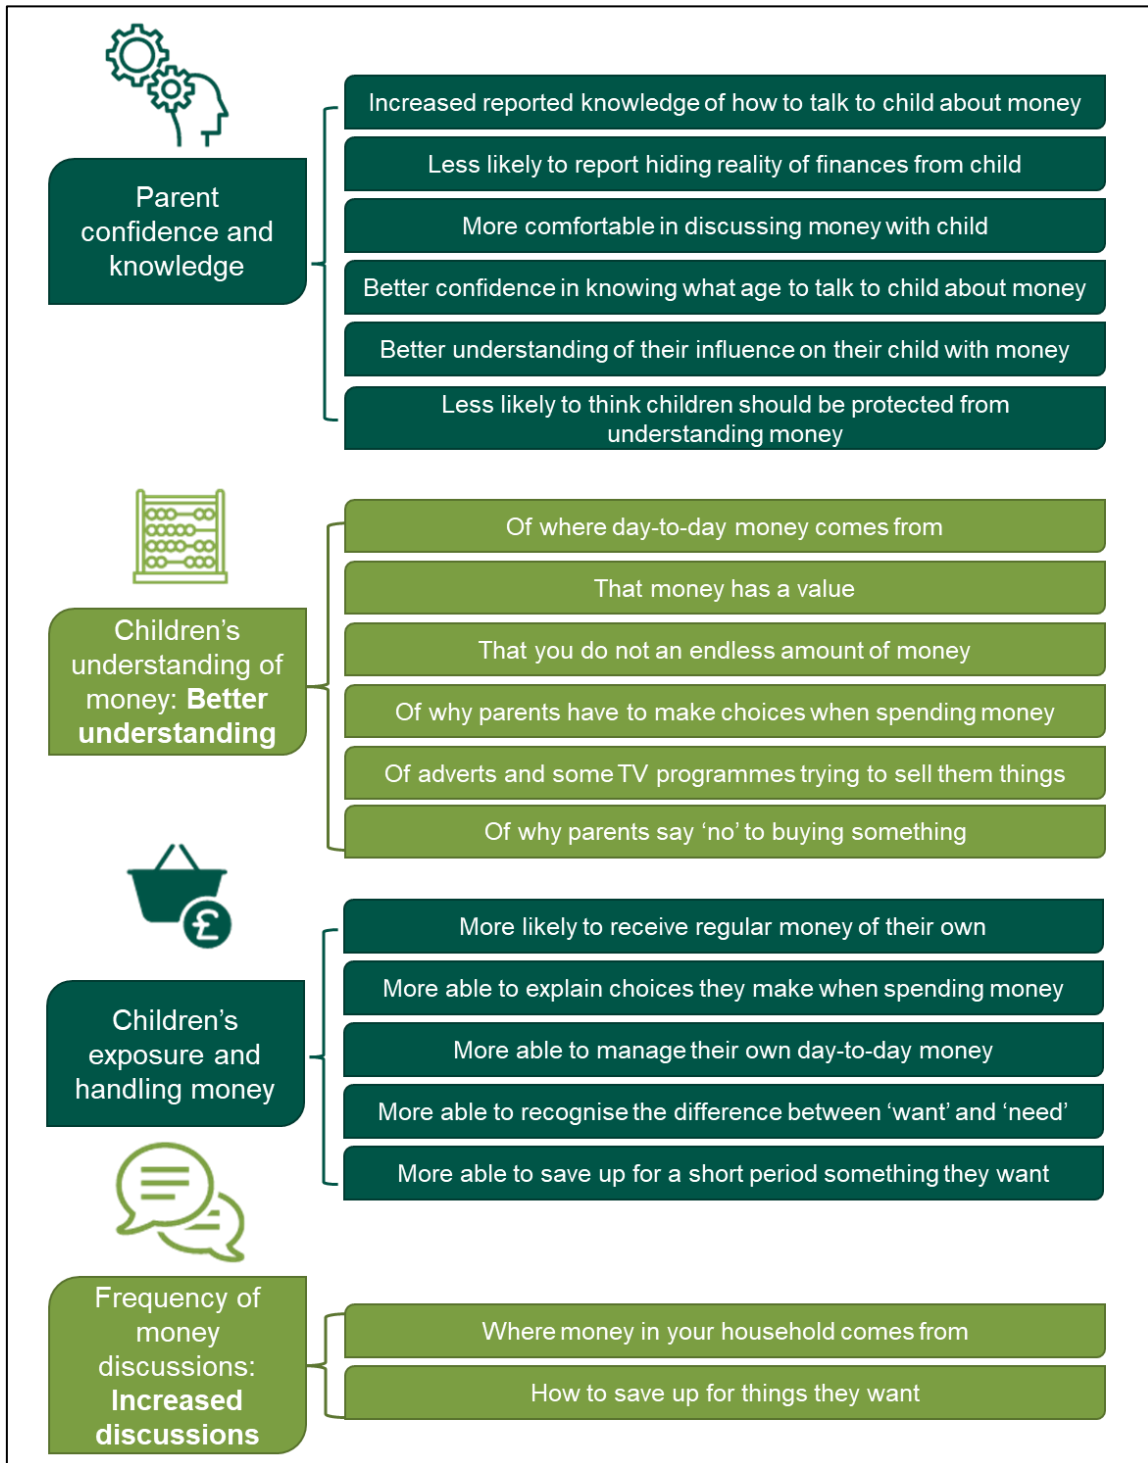 Parent
confidence and
knowledge
Increased reported knowledge of how to talk to child about money
Less likely to report hiding reality of finances from child
More comfortable in discussing money with child
Better confidence in knowing what age to talk to child about money
Better understanding of their influence on their child with money
Less likely to think children should be protected from
understanding money
Children’s
understanding of
money: Better
understanding
Of where day-to-day money comes from
That money has a value
That you do not an endless amount of money
Of why parents have to make choices when spending money
Of adverts and some TV programmes trying to sell them things
Of why parents say ‘no’ to buying something
£
Children’s
exposure and
handling money
More likely to receive regular money of their own
More able to explain choices they make when spending money
More able to manage their own day-to-day money
More able to recognise the difference between ‘want’ and ‘need’
More able to save up for a short period something they want
Frequency of
money
discussions:
Increased
discussions
Where money in your household comes from
How to save up for things they want